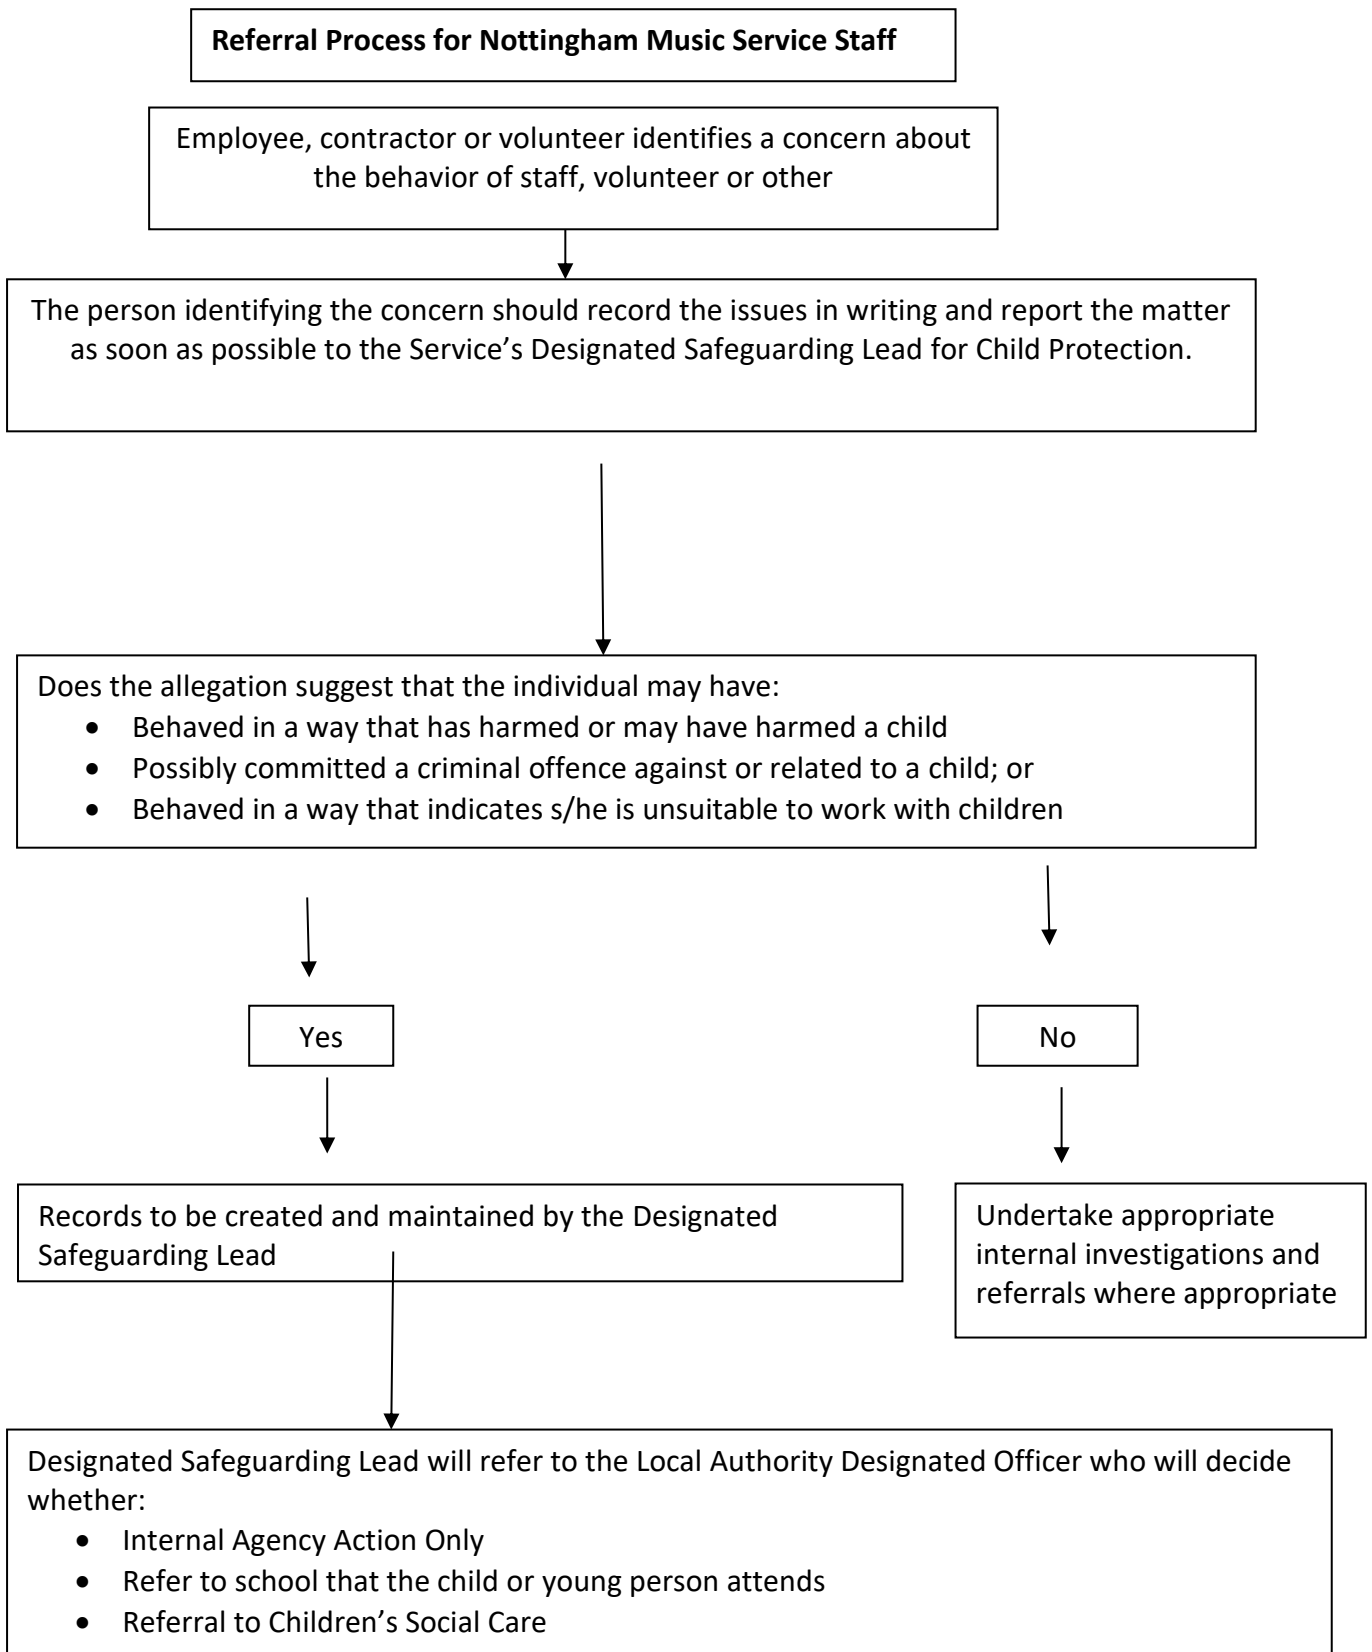 Referral Process for Nottingham Music Service Staff
Employee, contractor or volunteer identifies a concern about
the behavior of staff, volunteer or other
The person identifying the concern should record the issues in writing and report the matter
as soon as possible to the Service’s Designated Safeguarding Lead for Child Protection.
Does the allegation suggest that the individual may have:
• Behaved in a way that has harmed or may have harmed a child
• Possibly committed a criminal offence against or related to a child; or
• Behaved in a way that indicates s/he is unsuitable to work with children
Yes
No
Records to be created and maintained by the Designated
Safeguarding Lead
Undertake appropriate
internal investigations and
referrals where appropriate
Designated Safeguarding Lead will refer to the Local Authority Designated Officer who will decide
whether:
• Internal Agency Action Only
• Refer to school that the child or young person attends
• Referral to Children’s Social Care